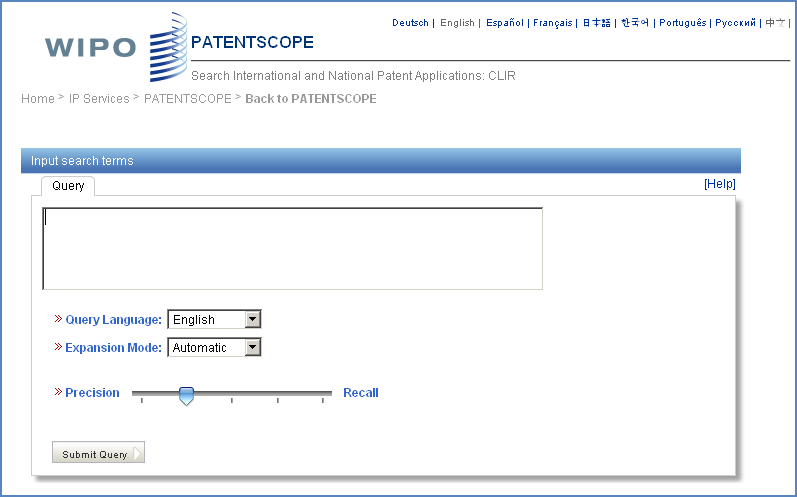 WIPO
PATENTSCOPE
Deutsch | English | Español | Français | 日本語 | 한국어 | Português | Русский | 中文 |
Search International and National Patent Applications: CLIR
Home > IP Services > PATENTSCOPE > Back to PATENTSCOPE
Input search terms
Query
[Help]
» Query Language: English
» Expansion Mode: Automatic
» Precision Recall
Submit Query